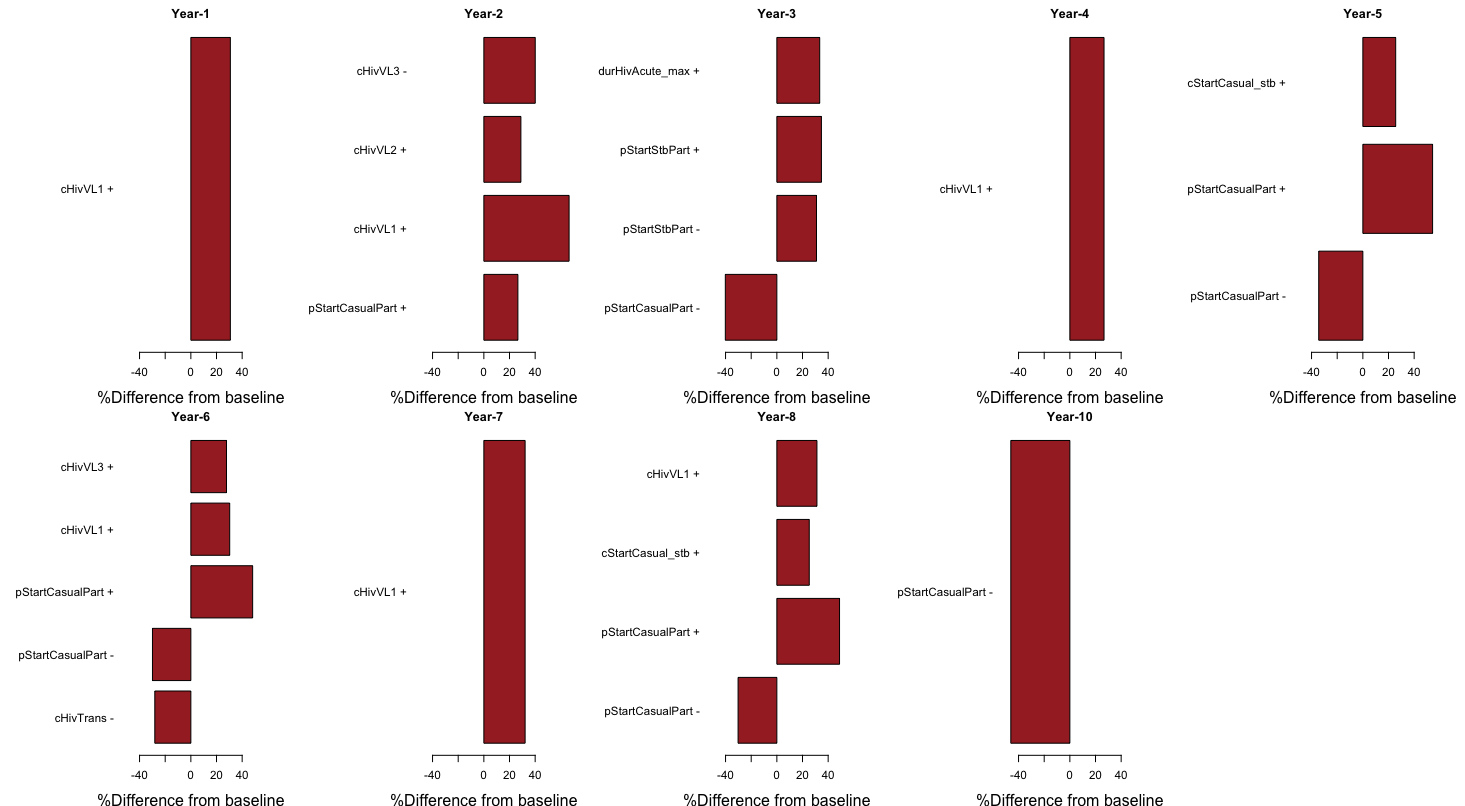 Year-1
cHivVL1 +
-40 0 20 40
%Difference from baseline
Year-2
cHivVL3 -
cHivVL2 +
cHivVL1 +
pStartCasualPart +
-40 0 20 40
%Difference from baseline
Year-3
durHivAcute_max +
pStartStbPart +
pStartStbPart -
pStartCasualPart -
-40 0 20 40
%Difference from baseline
Year-4
cHivVL1 +
-40 0 20 40
%Difference from baseline
Year-5
cStartCasual_stb +
pStartCasualPart +
pStartCasualPart -
-40 0 20 40
%Difference from baseline
Year-6
cHivVL3 +
cHivVL1 +
pStartCasualPart +
pStartCasualPart -
cHivTrans -
-40 0 20 40
%Difference from baseline
Year-7
cHivVL1 +
-40 0 20 40
%Difference from baseline
Year-8
cHivVL1 +
cStartCasual_stb +
pStartCasualPart +
pStartCasualPart -
-40 0 20 40
%Difference from baseline
Year-10
pStartCasualPart -
-40 0 20 40
%Difference from baseline